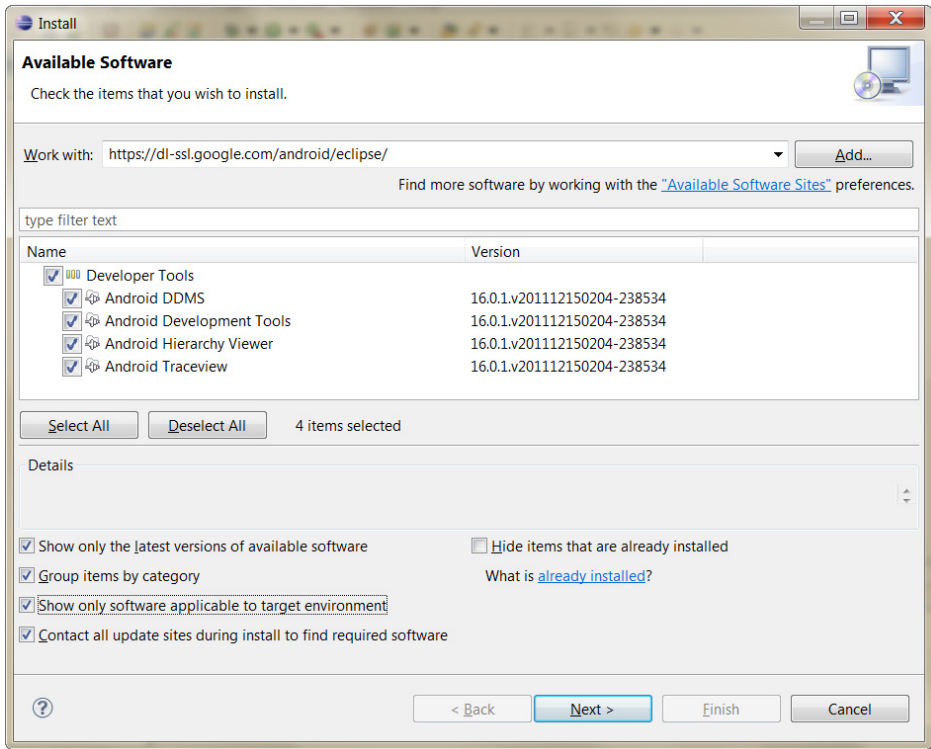 Install
Available Software
Check the items that you wish to install.
Work with: https://dl-ssl.google.com/android/eclipse/ Add...
Find more software by working with the "Available Software Sites" preferences.
type filter text
Name Version
Developer Tools
Android DDMS 16.0.1.v201112150204-238534
Android Development Tools 16.0.1.v201112150204-238534
Android Hierarchy Viewer 16.0.1.v201112150204-238534
Android Traceview 16.0.1.v201112150204-238534
Select All Deselect All 4 items selected
Details
Show only the latest versions of available software Hide items that are already installed
Group items by category What is already installed?
Show only software applicable to target environment
Contact all update sites during install to find required software
? < Back Next > Finish Cancel